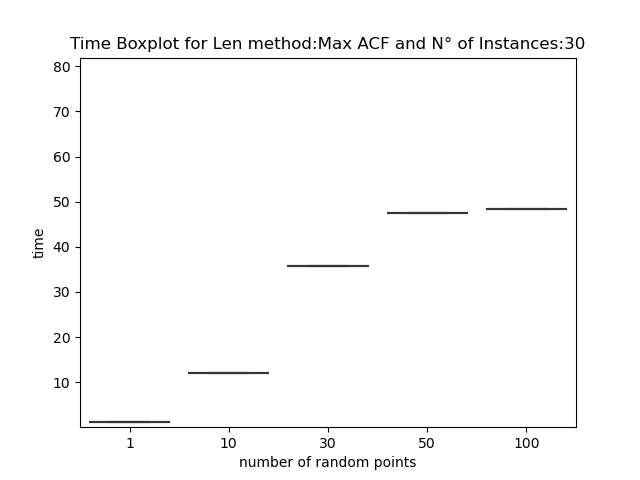 Time Boxplot for Len method:Max ACF and N° of Instances:30
80
70
60
50
40
30
20
10
time
1 10 30 50 100
number of random points